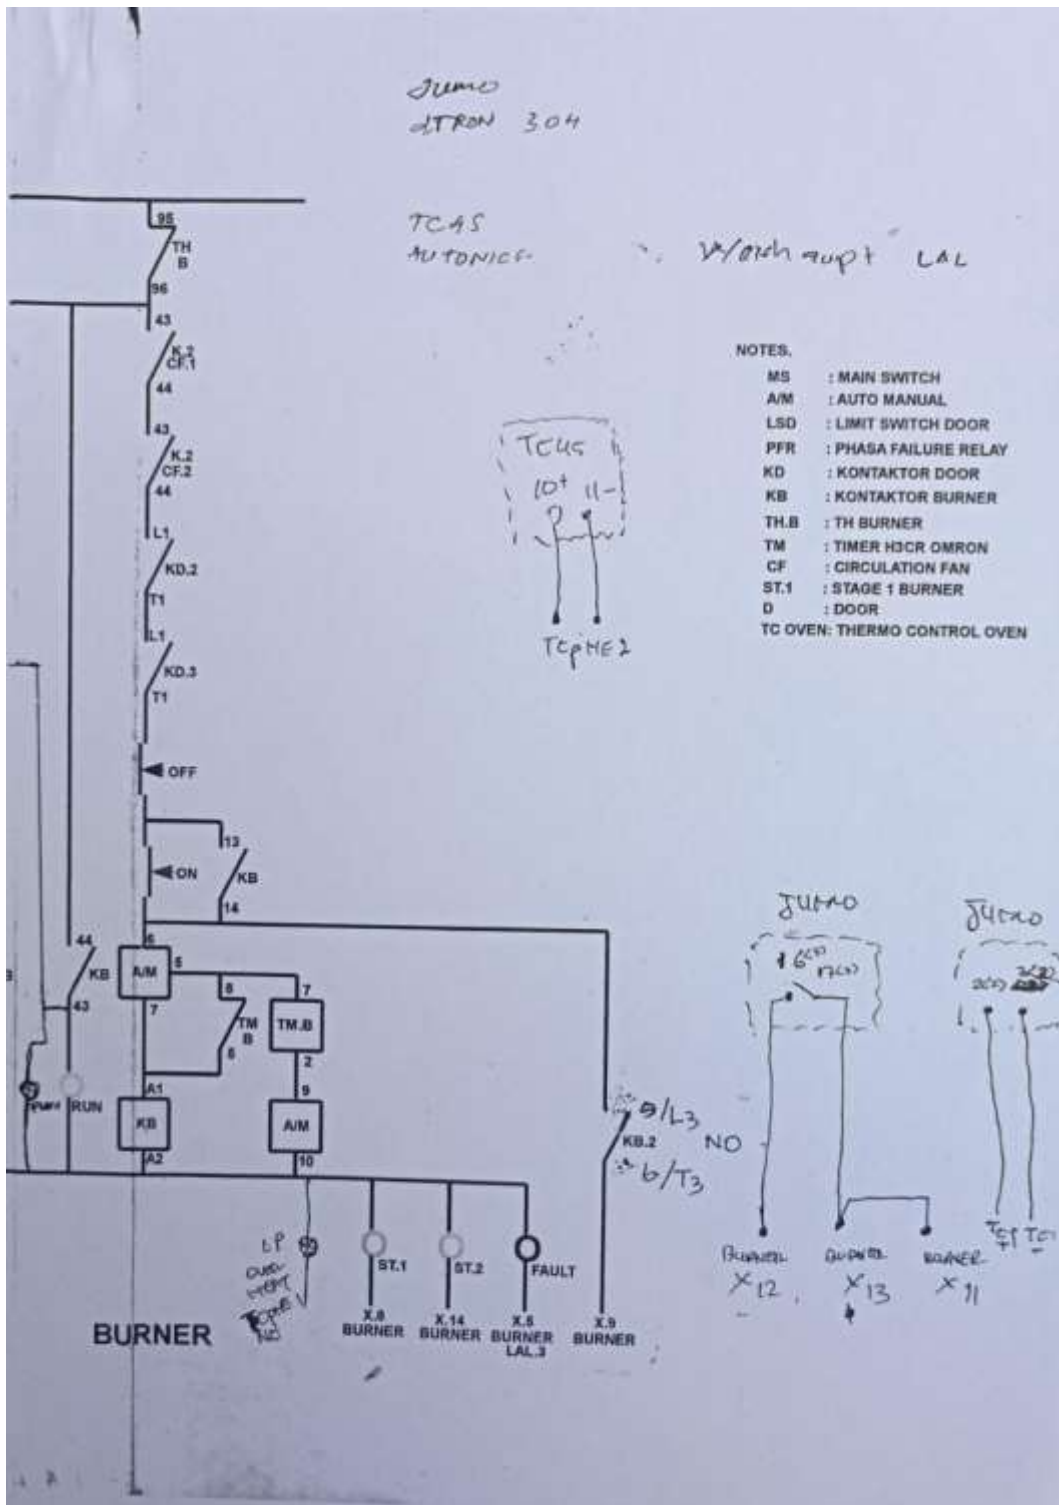 Jumo
dTRON 304
TC4S
AUTONICS
LAL
95
TH
B
96
43
K.2
CF.1
44
43
K.2
CF.2
44
L1
KD.2
T1
L1
KD.3
T1
OFF
ON
13
KB
14
NOTES.
MS : MAIN SWITCH
A/M : AUTO MANUAL
LSD : LIMIT SWITCH DOOR
PFR : PHASA FAILURE RELAY
KD : KONTAKTOR DOOR
KB : KONTAKTOR BURNER
TH.B : TH BURNER
TM : TIMER H3CR OMRON
CF : CIRCULATION FAN
ST.1 : STAGE 1 BURNER
D : DOOR
TC OVEN: THERMO CONTROL OVEN
TC4S
10+ 11-
44
KB
43
RUN
6
A/M
5
7
8
TM
B
5
7
TM.B
2
9
A/M
10
A1
KB
A2
5/L3
KB.2
6/T3
NO
JUMO
BURNER
X12
BURNER
X13
BURNER
X11
JUMO
ST.1
ST.2
FAULT
X.8
BURNER
X.14
BURNER
X.5
BURNER
LAL.3
X.9
BURNER
BURNER